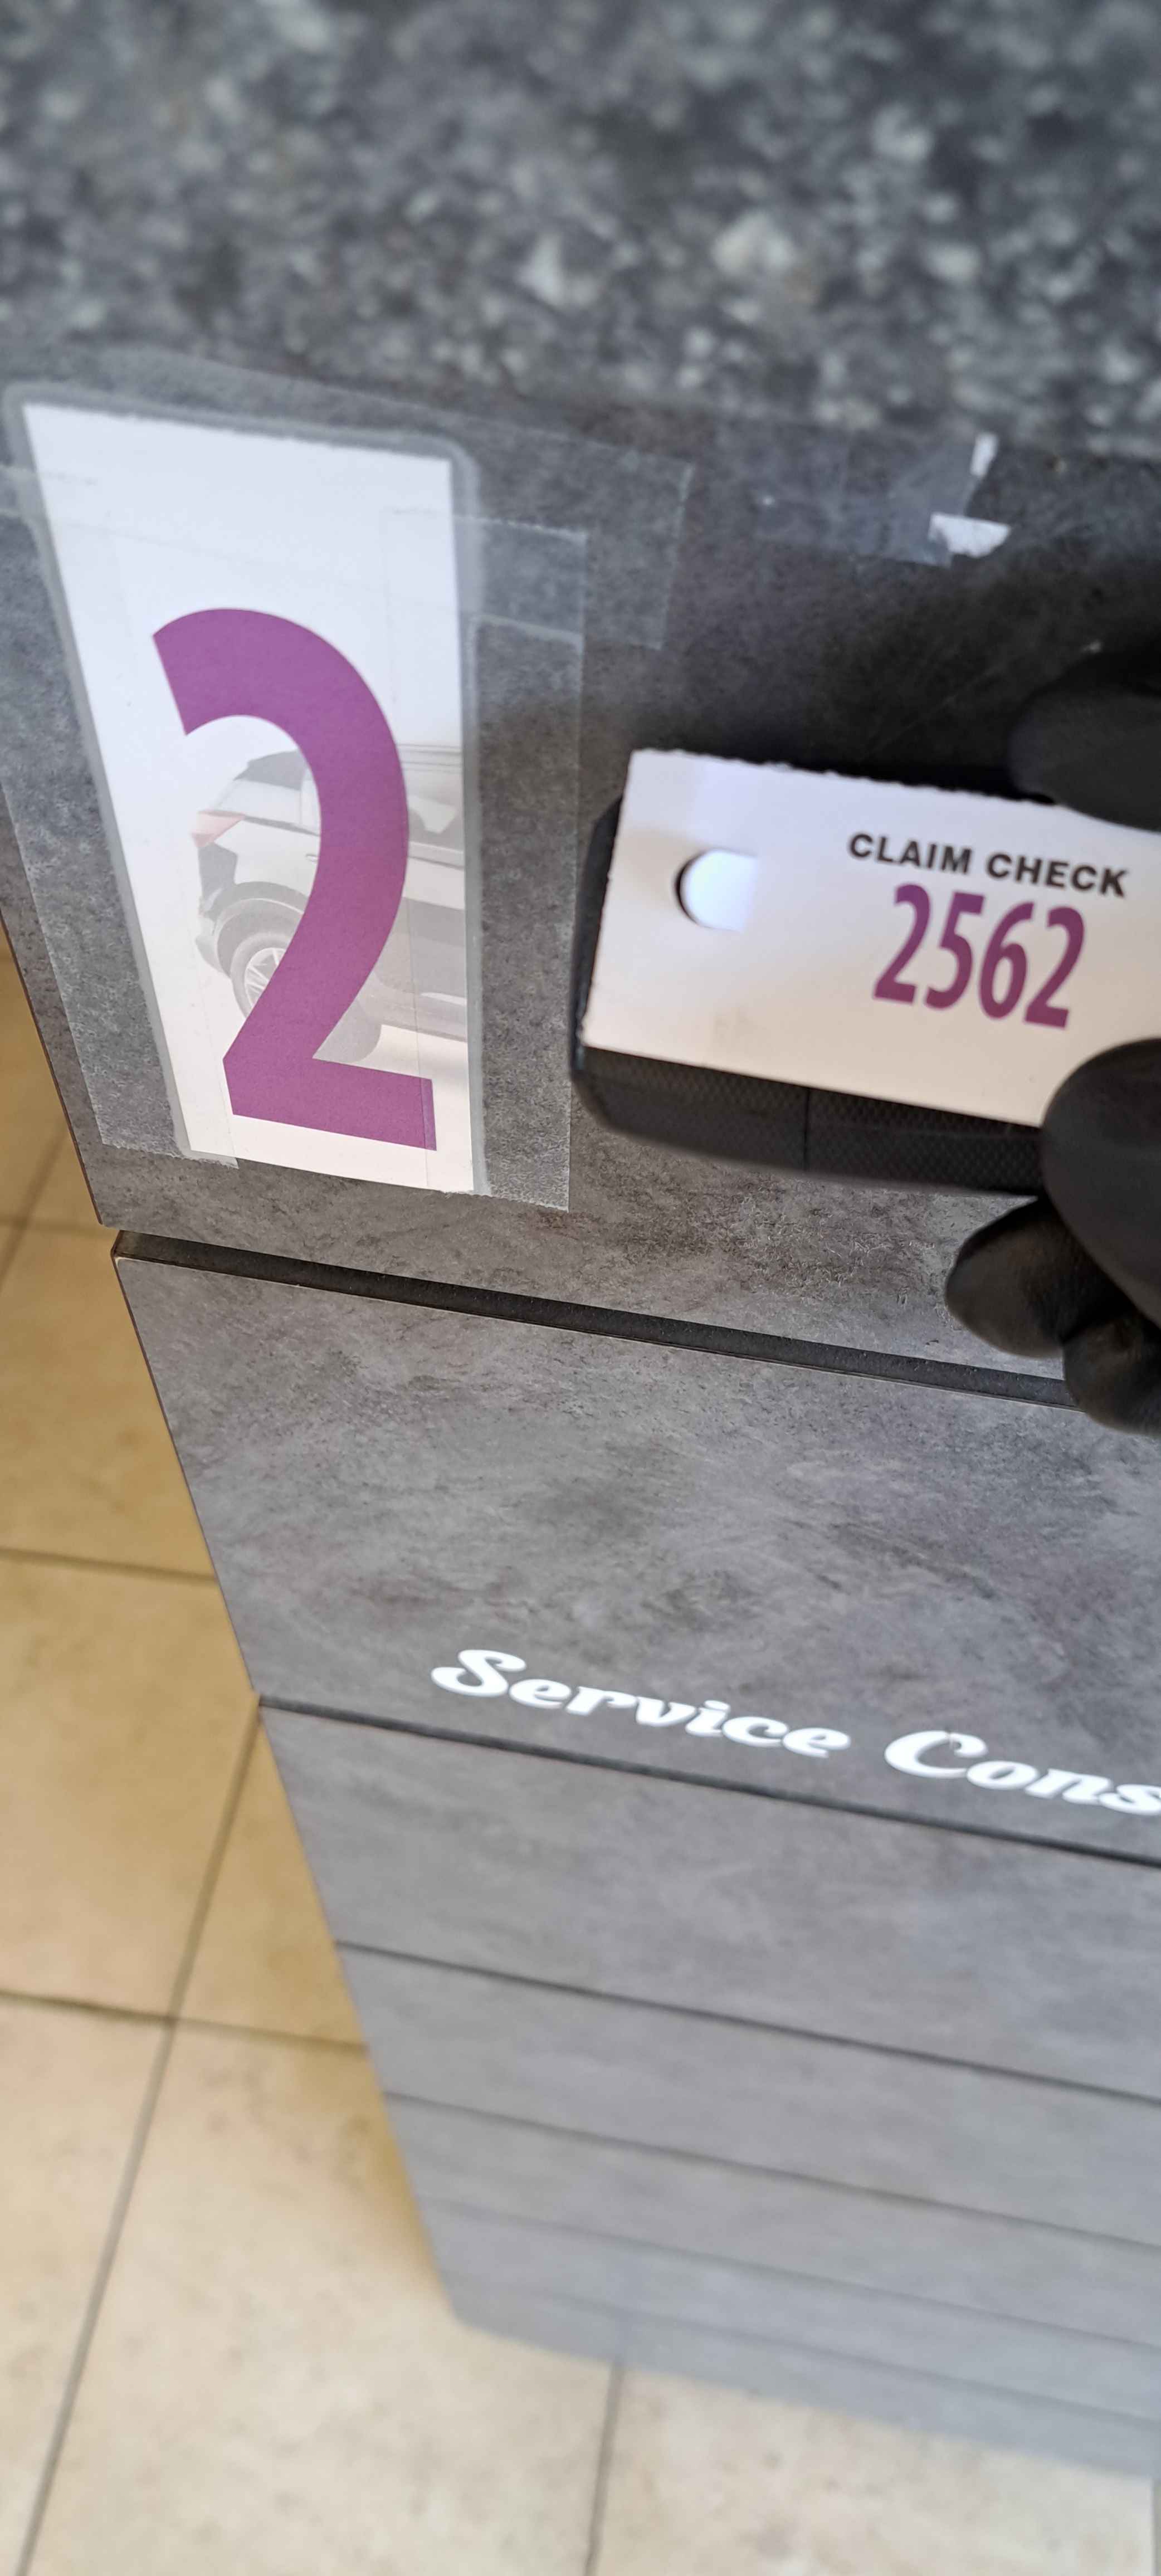 2
CLAIM CHECK
2562
Service Cons